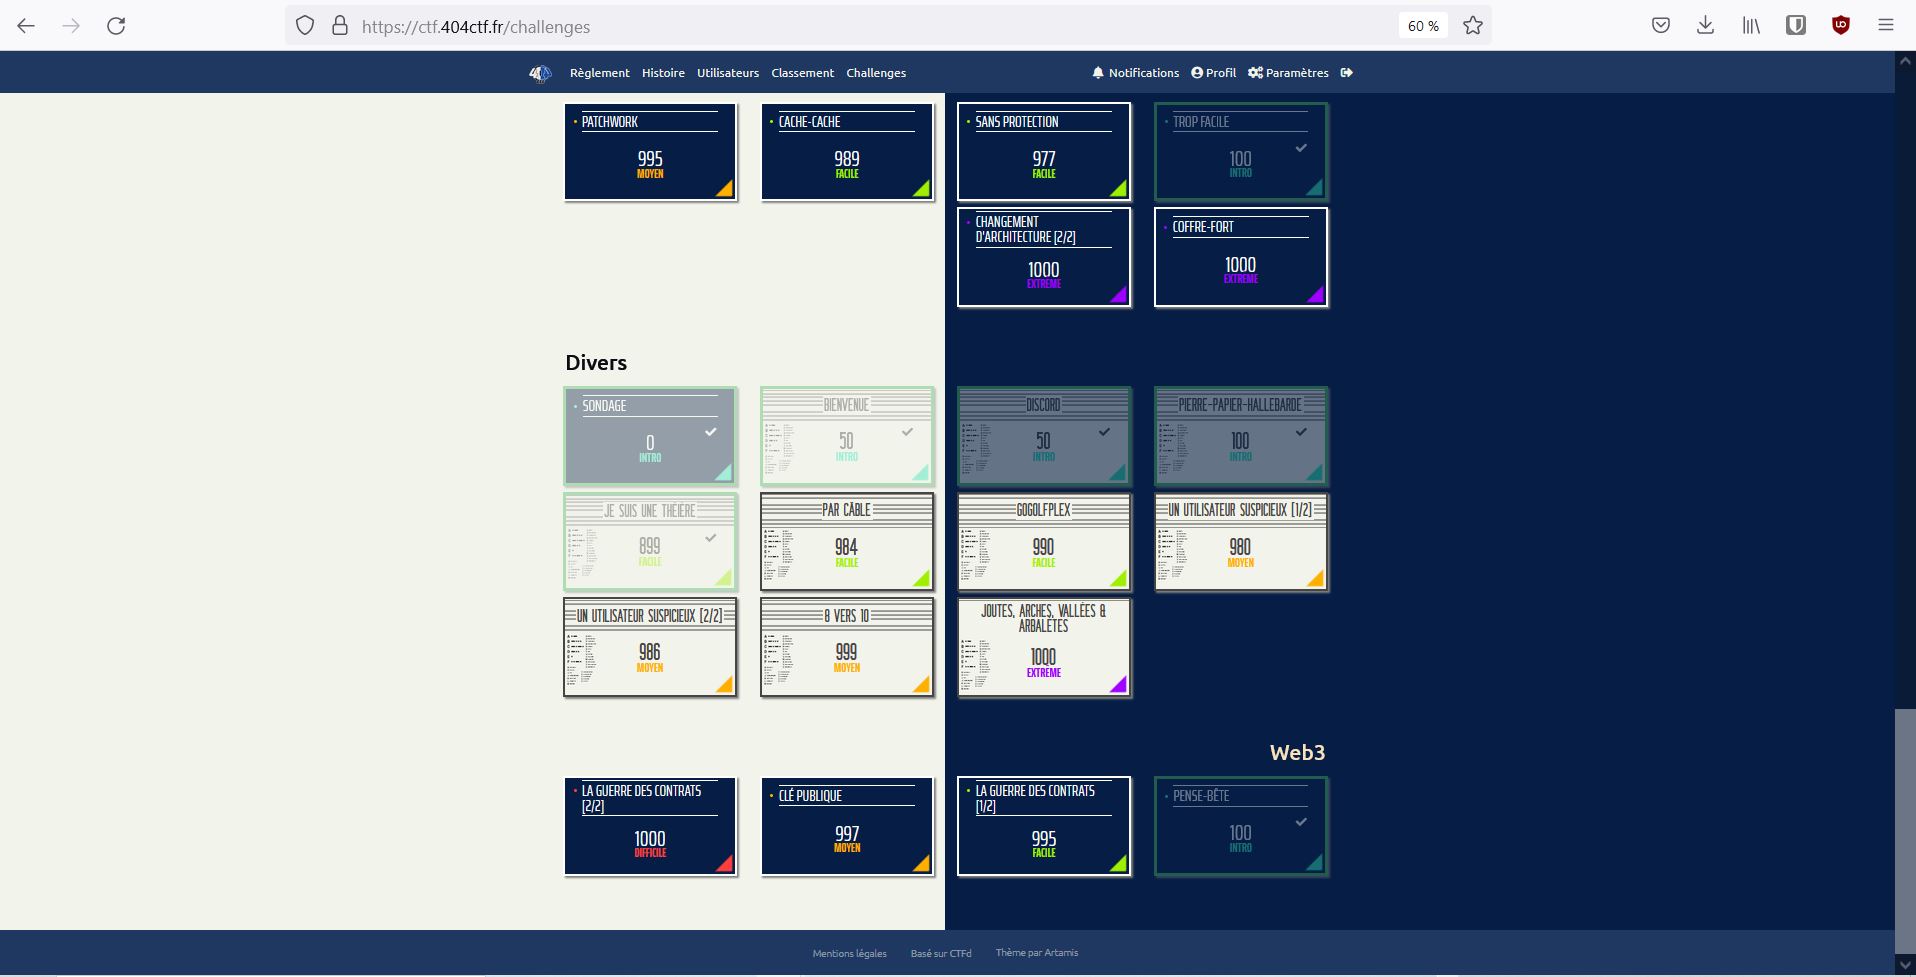 https://ctf.404ctf.fr/challenges
60 %
Règlement Histoire Utilisateurs Classement Challenges
Notifications Profil Paramètres
PATCHWORK
995
MOYEN
CACHE-CACHE
989
FACILE
SANS PROTECTION
977
FACILE
TROP FACILE
100
INTRO
CHANGEMENT
D'ARCHITECTURE [2/2]
1000
EXTRÊME
COFFRE-FORT
1000
EXTRÊME
Divers
SONDAGE
0
INTRO
BIENVENUE
50
INTRO
DISCORD
50
INTRO
PIERRE-PAPIER-HALLEBARDE
100
INTRO
JE SUIS UNE THÉIÈRE
899
FACILE
PAR CÂBLE
984
FACILE
GOGOLFPLEX
990
FACILE
UN UTILISATEUR SUSPICIEUX [1/2]
980
MOYEN
UN UTILISATEUR SUSPICIEUX [2/2]
986
MOYEN
8 VERS 10
999
MOYEN
JOUTES, ARCHES, VALLÉES &
ARBALÈTES
1000
EXTRÊME
Web3
LA GUERRE DES CONTRATS
[2/2]
1000
DIFFICILE
CLÉ PUBLIQUE
997
MOYEN
LA GUERRE DES CONTRATS
[1/2]
995
FACILE
PENSE-BÊTE
100
INTRO
Mentions légales Basé sur CTFd Thème par Artamis